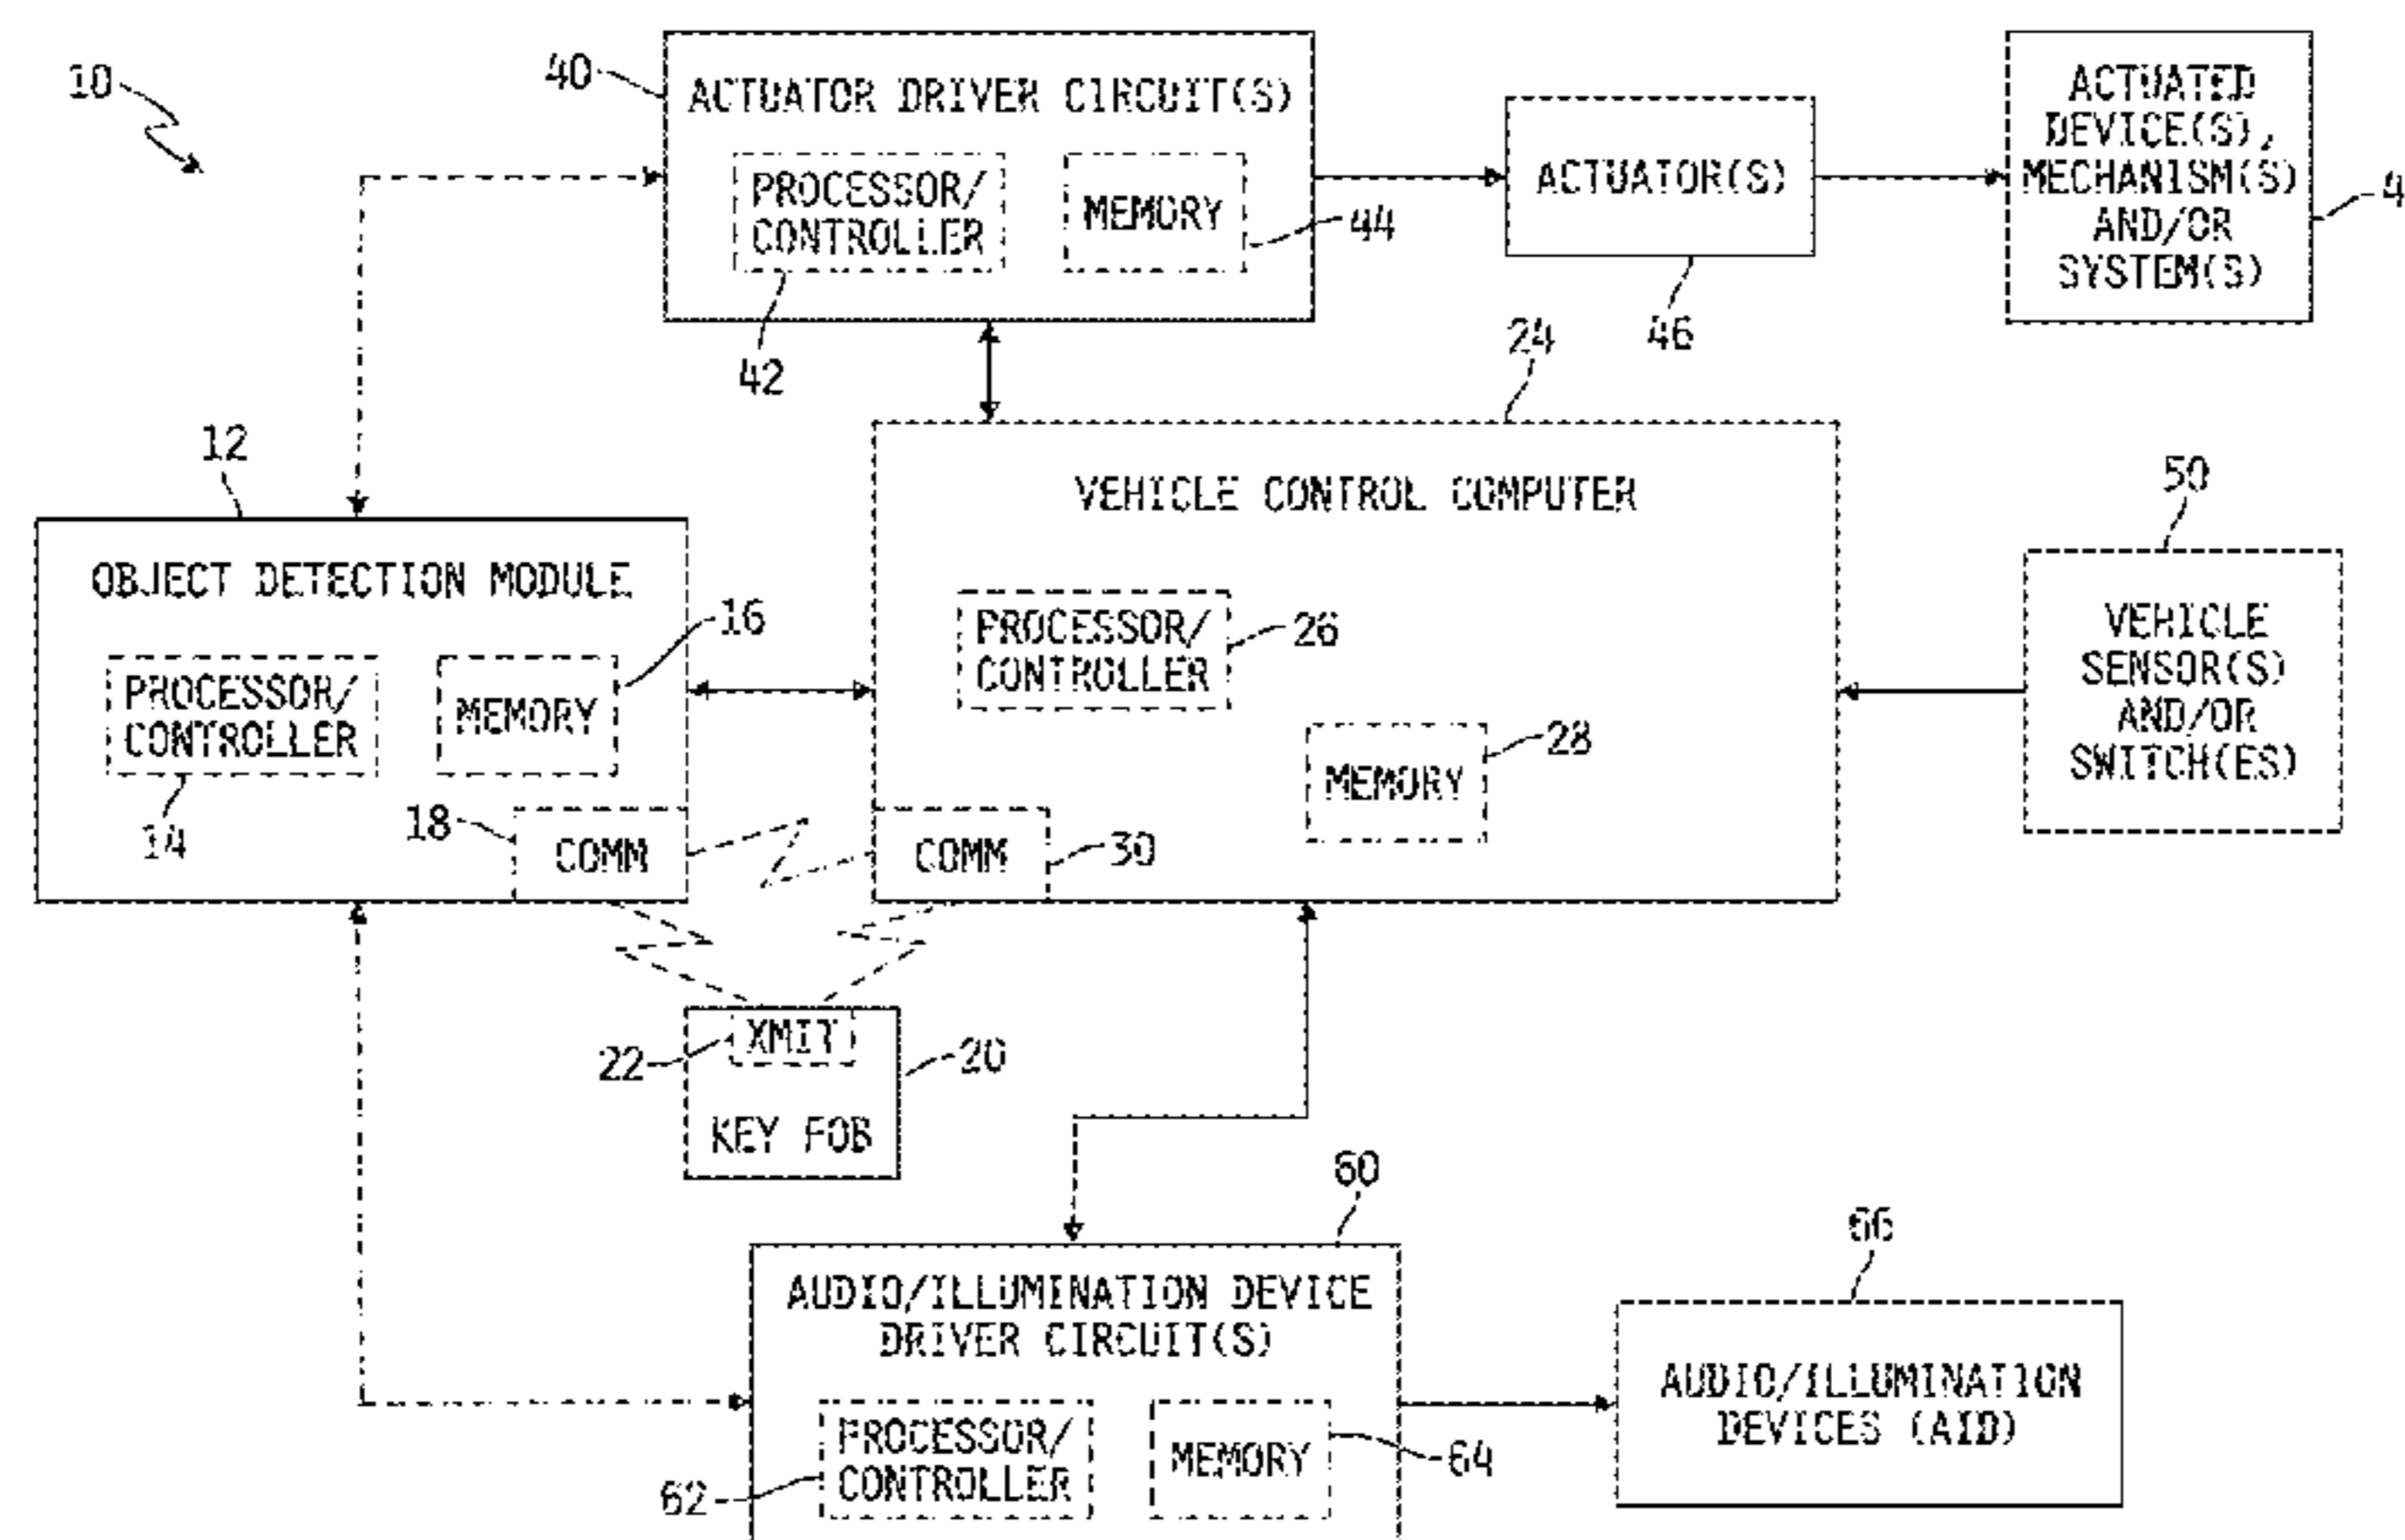 10
40
ACTUATOR DRIVER CIRCUIT(S)
PROCESSOR/
CONTROLLER
MEMORY
42
44
ACTUATOR(S)
46
ACTUATED
DEVICE(S),
MECHANISM(S)
AND/OR
SYSTEM(S)
4
12
OBJECT DETECTION MODULE
PROCESSOR/
CONTROLLER
14
MEMORY
16
18
COMM
24
VEHICLE CONTROL COMPUTER
PROCESSOR/
CONTROLLER
26
MEMORY
28
COMM
30
50
VEHICLE
SENSOR(S)
AND/OR
SWITCH(ES)
XMIT
22
20
KEY FOB
60
AUDIO/ILLUMINATION DEVICE
DRIVER CIRCUIT(S)
PROCESSOR/
CONTROLLER
62
MEMORY
64
66
AUDIO/ILLUMINATION
DEVICES (AID)